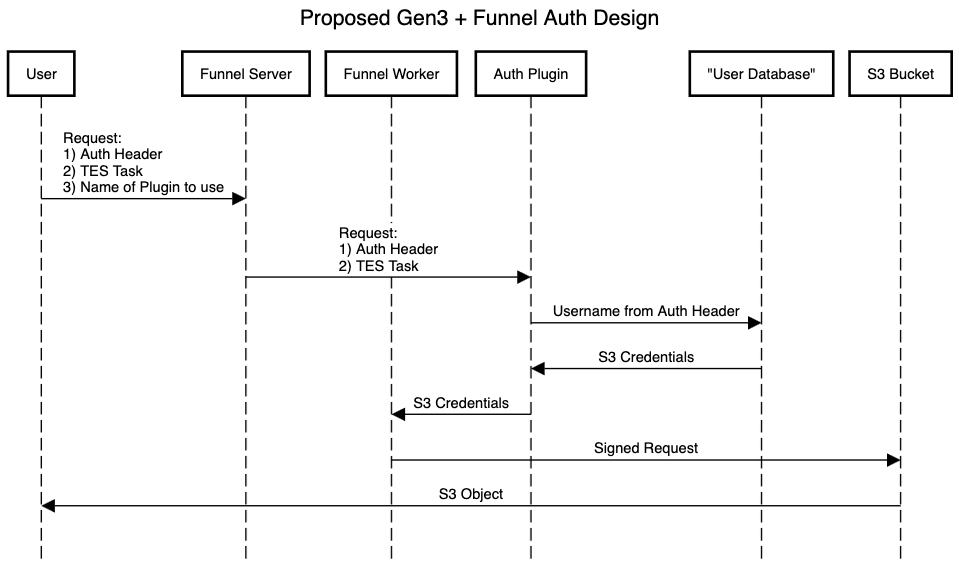 Proposed Gen3 + Funnel Auth Design
User
Funnel Server
Funnel Worker
Auth Plugin
"User Database"
S3 Bucket
Request:
1) Auth Header
2) TES Task
3) Name of Plugin to use
Request:
1) Auth Header
2) TES Task
Username from Auth Header
S3 Credentials
S3 Credentials
Signed Request
S3 Object